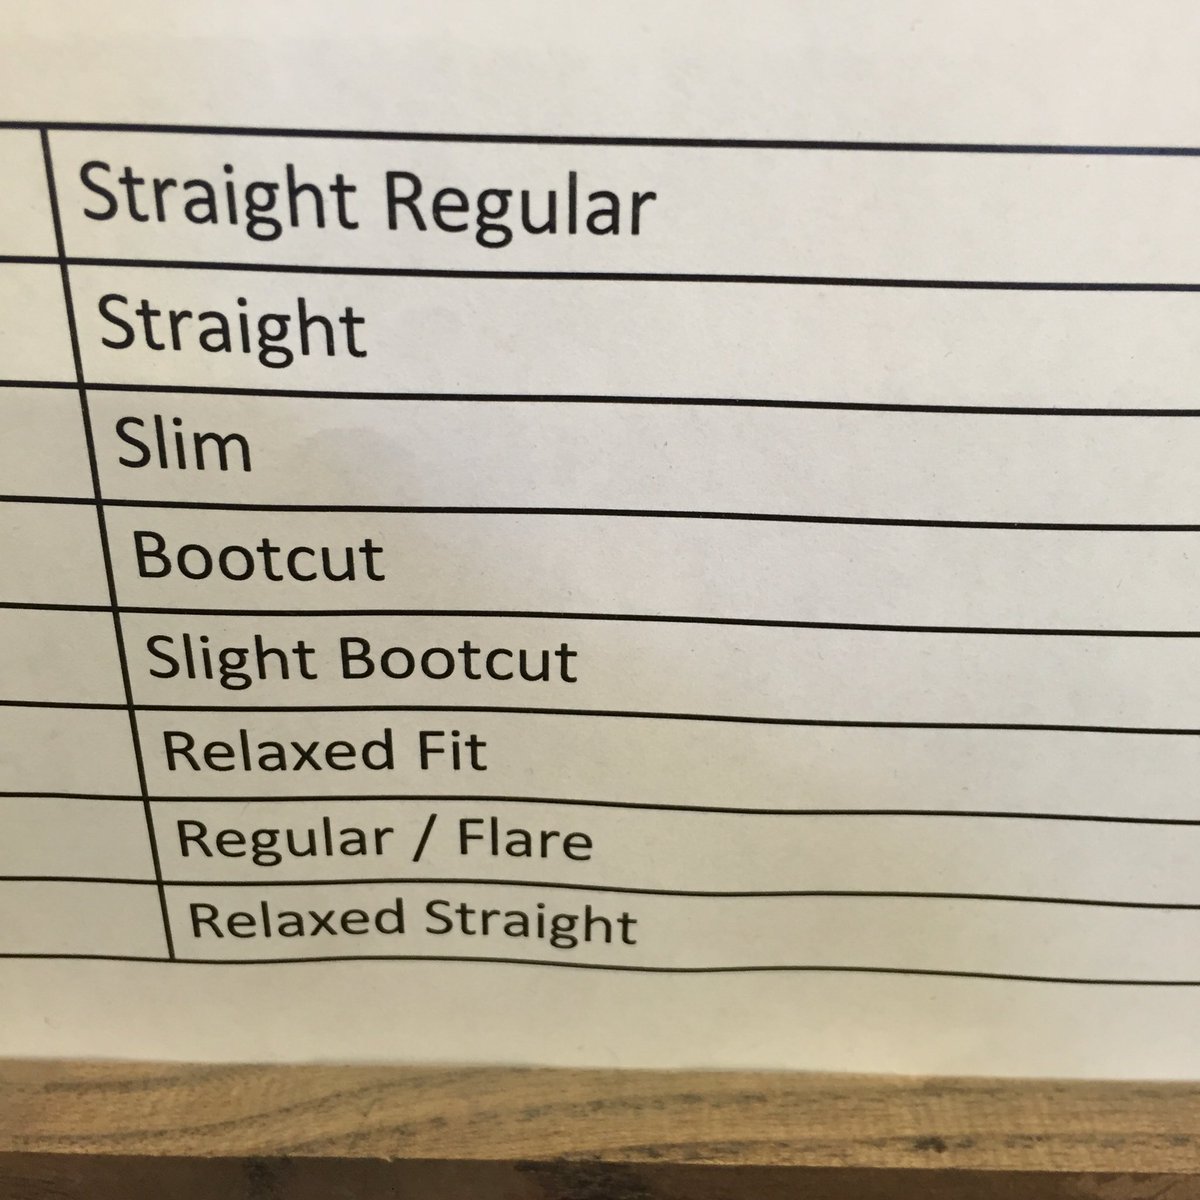 Straight Regular
Straight
Slim
Bootcut
Slight Bootcut
Relaxed Fit
Regular / Flare
Relaxed Straight